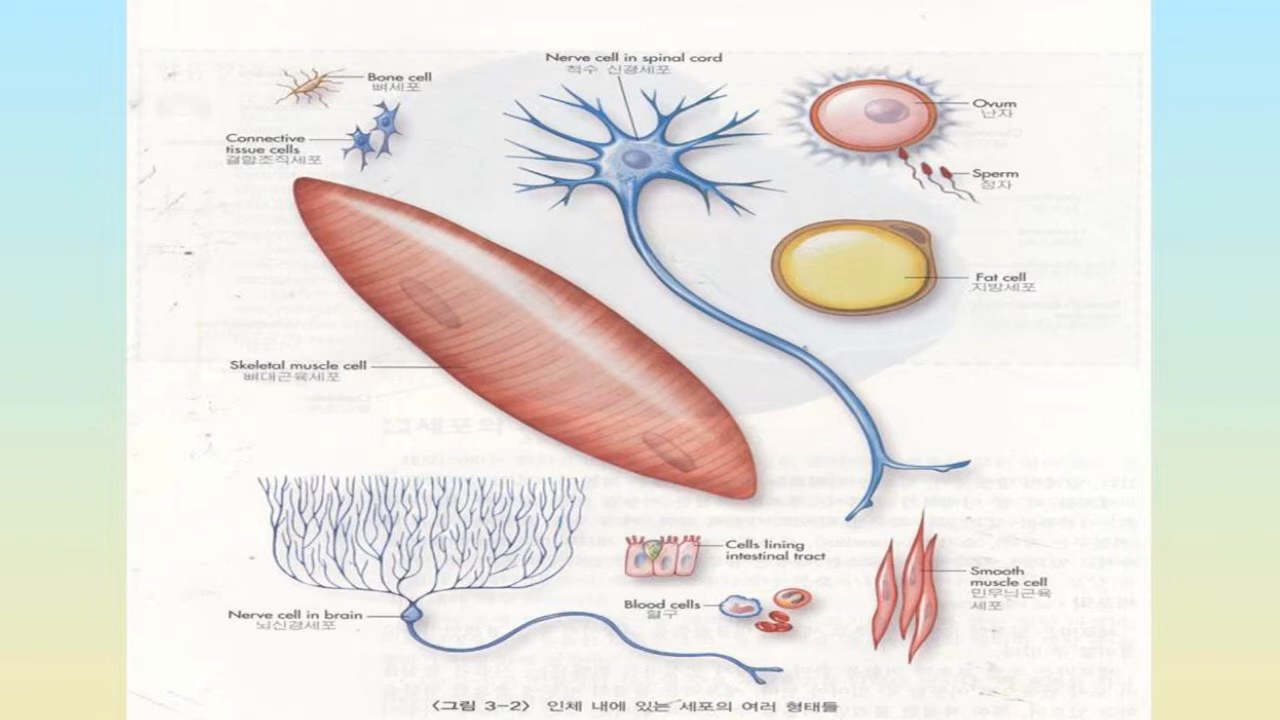 Nerve cell in spinal cord
척수 신경세포
Bone cell
뼈세포
Connective
tissue cells
결합조직세포
Ovum
난자
Sperm
정자
Fat cell
지방세포
Skeletal muscle cell
뼈대근육세포
Cells lining
intestinal tract
Smooth
muscle cell
민무늬근육
세포
Blood cells
혈구
Nerve cell in brain
뇌신경세포
〈그림 3-2〉 인체 내에 있는 세포의 여러 형태들